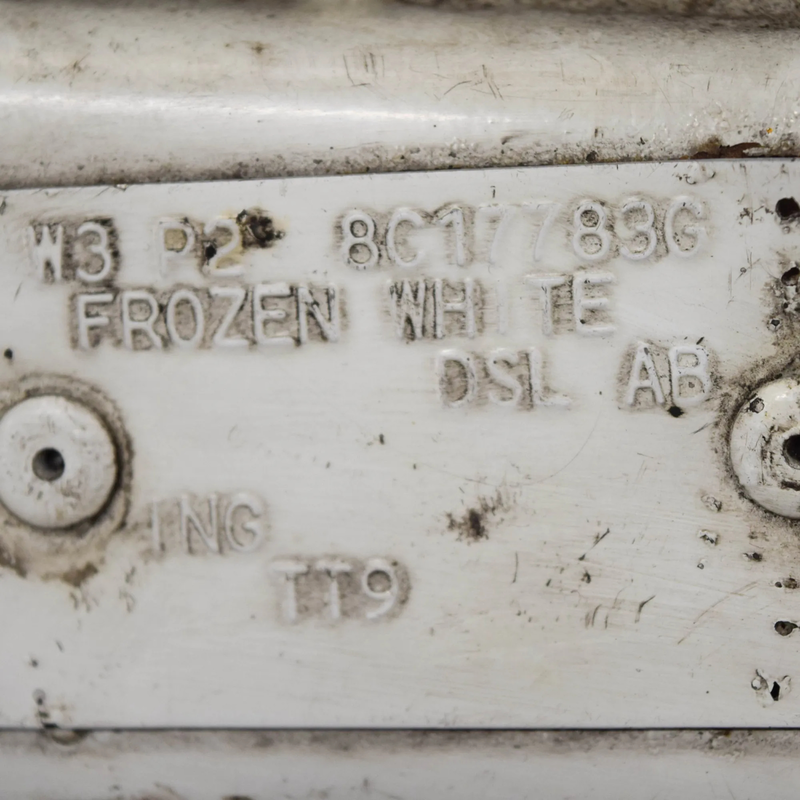 W3 P2 8C17783G
FROZEN WHITE
DSL AB
ING
TT9